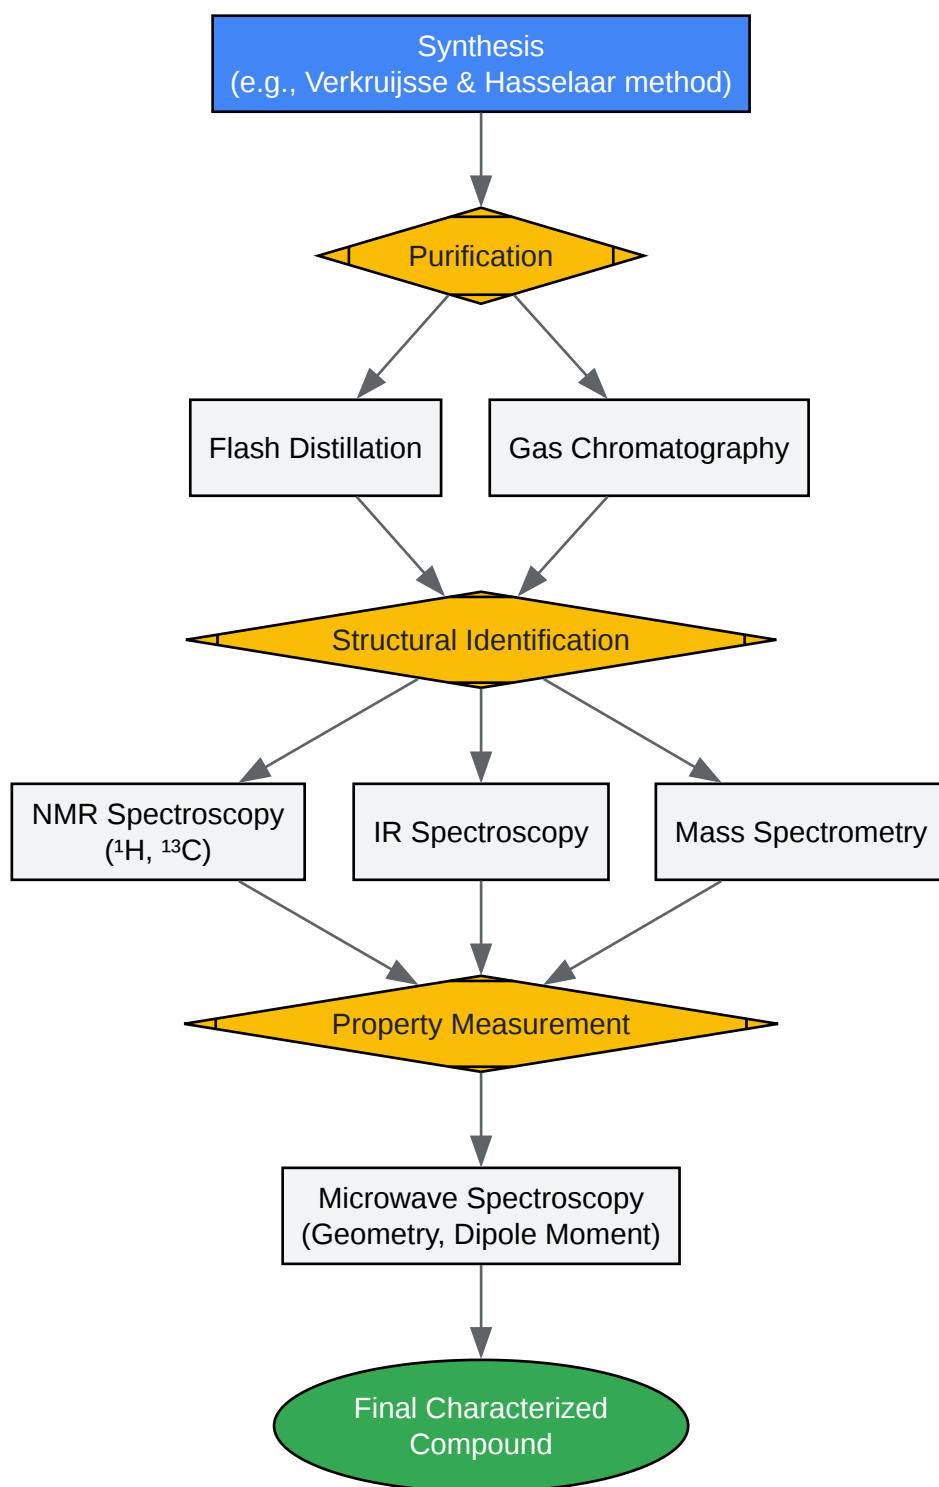 Synthesis
(e.g., Verkruijsse & Hasselaar method)
Purification
Flash Distillation
Gas Chromatography
Structural Identification
NMR Spectroscopy
(¹H, ¹³C)
IR Spectroscopy
Mass Spectrometry
Property Measurement
Microwave Spectroscopy
(Geometry, Dipole Moment)
Final Characterized
Compound